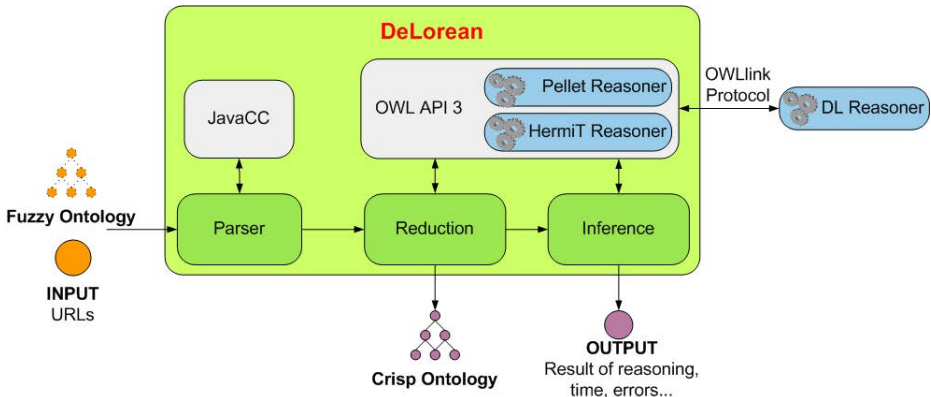 DeLorean
JavaCC
OWL API 3
Pellet Reasoner
HermiT Reasoner
OWLlink
Protocol
DL Reasoner
Fuzzy Ontology
Parser
Reduction
Inference
INPUT
URLs
Crisp Ontology
OUTPUT
Result of reasoning,
time, errors...